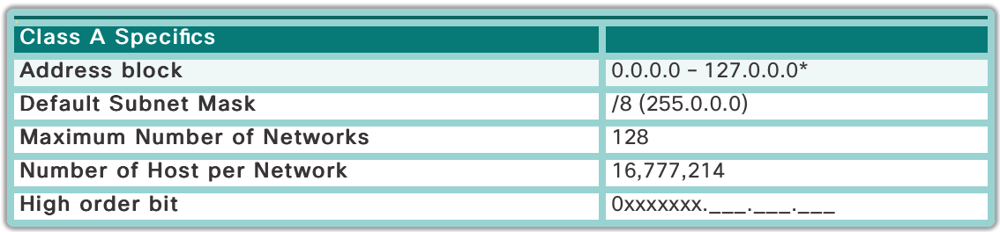 Class A Specifics
Address block 0.0.0.0 – 127.0.0.0*
Default Subnet Mask /8 (255.0.0.0)
Maximum Number of Networks 128
Number of Host per Network 16,777,214
High order bit 0xxxxxxx.___.___.___